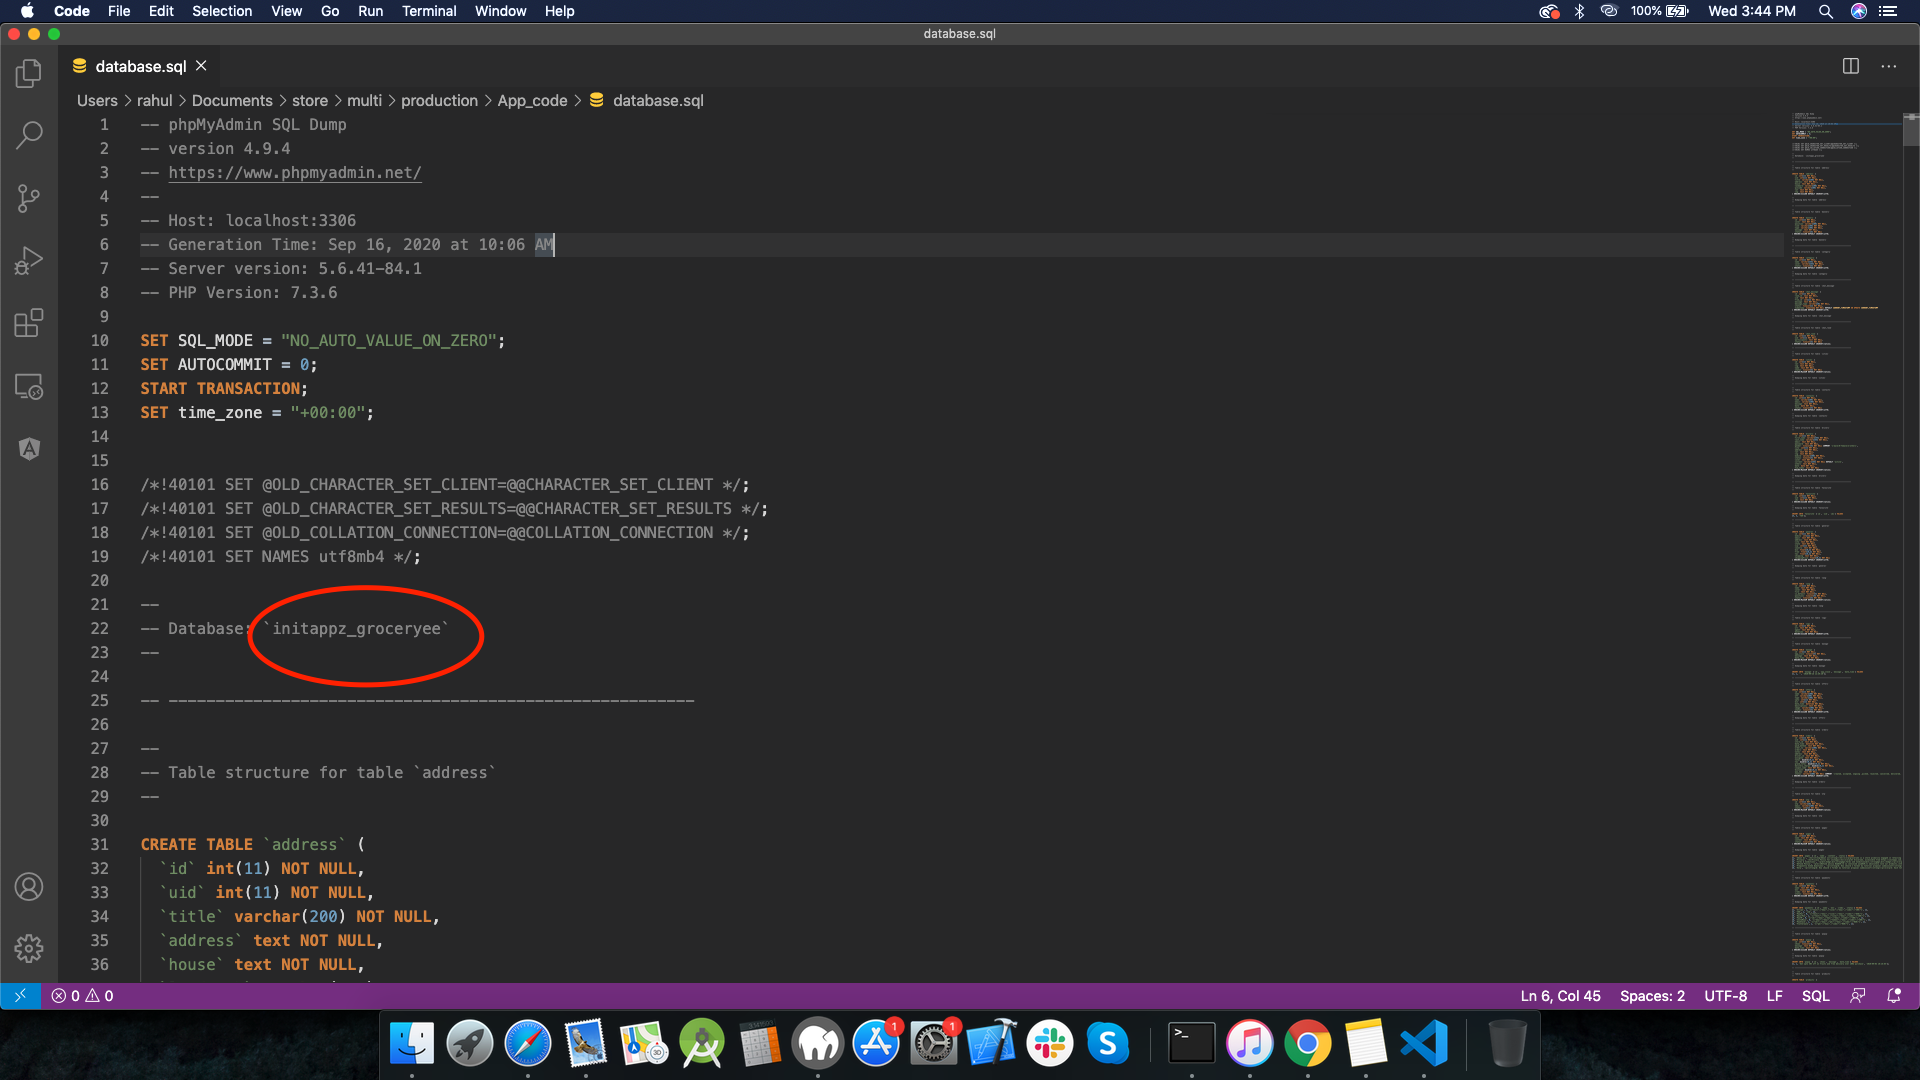 Code File Edit Selection View Go Run Terminal Window Help 100% Wed 3:44 PM
database.sql
database.sql
Users > rahul > Documents > store > multi > production > App_code > database.sql
1 -- phpMyAdmin SQL Dump
2 -- version 4.9.4
3 -- https://www.phpmyadmin.net/
4 --
5 -- Host: localhost:3306
6 -- Generation Time: Sep 16, 2020 at 10:06 AM
7 -- Server version: 5.6.41-84.1
8 -- PHP Version: 7.3.6
9
10 SET SQL_MODE = "NO_AUTO_VALUE_ON_ZERO";
11 SET AUTOCOMMIT = 0;
12 START TRANSACTION;
13 SET time_zone = "+00:00";
14
15
16 /*!40101 SET @OLD_CHARACTER_SET_CLIENT=@@CHARACTER_SET_CLIENT */;
17 /*!40101 SET @OLD_CHARACTER_SET_RESULTS=@@CHARACTER_SET_RESULTS */;
18 /*!40101 SET @OLD_COLLATION_CONNECTION=@@COLLATION_CONNECTION */;
19 /*!40101 SET NAMES utf8mb4 */;
20
21 --
22 -- Database: `initappz_groceryee`
23 --
24
25 -- --------------------------------------------------------
26
27 --
28 -- Table structure for table `address`
29 --
30
31 CREATE TABLE `address` (
32 `id` int(11) NOT NULL,
33 `uid` int(11) NOT NULL,
34 `title` varchar(200) NOT NULL,
35 `address` text NOT NULL,
36 `house` text NOT NULL,
0 0 Ln 6, Col 45 Spaces: 2 UTF-8 LF SQL
3D 1 1